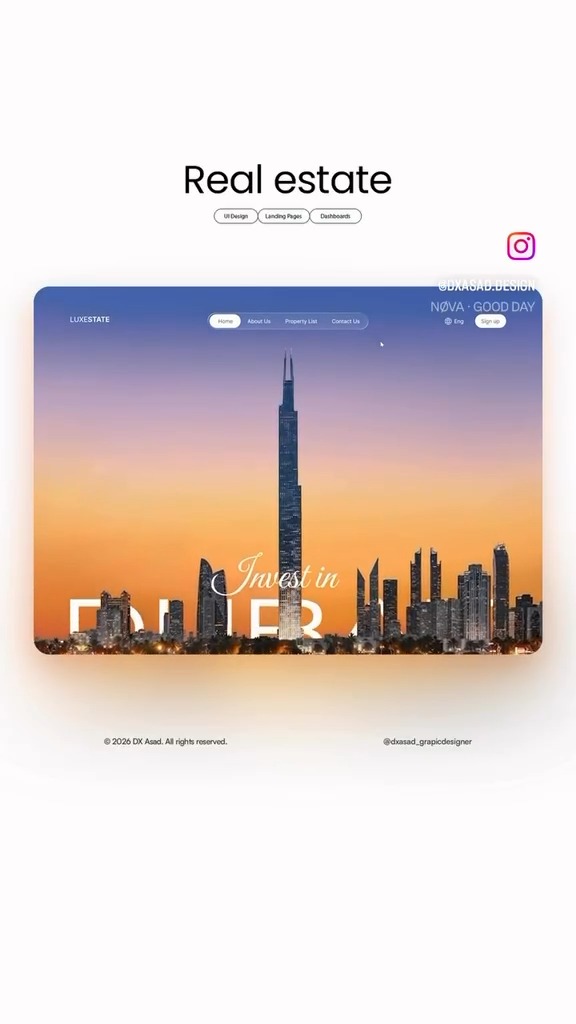 Real estate
UI Design Landing Pages Dashboards
@DXASAD.DESIGN
NØVA · GOOD DAY
LUXESTATE Home About Us Property List Contact Us Eng Sign up
Invest in
DUBAI
© 2026 DX Asad. All rights reserved. @dxasad_grapicdesigner